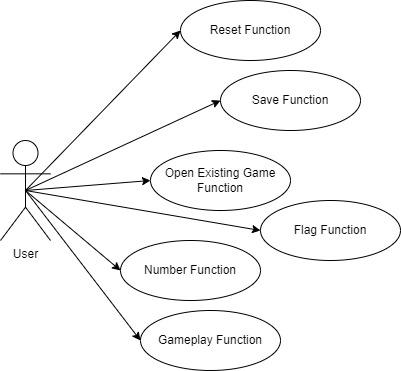 Reset Function
Save Function
Open Existing Game
Function
Flag Function
User
Number Function
Gameplay Function